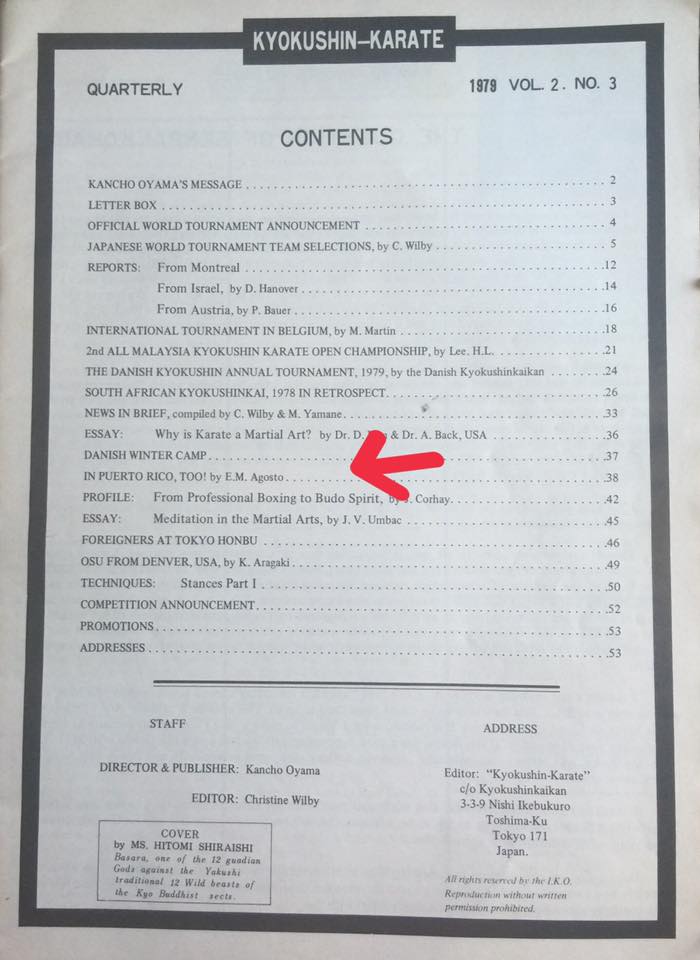 KYOKUSHIN-KARATE
QUARTERLY 1979 VOL. 2. NO. 3
CONTENTS
KANCHO OYAMA'S MESSAGE 2
LETTER BOX 3
OFFICIAL WORLD TOURNAMENT ANNOUNCEMENT 4
JAPANESE WORLD TOURNAMENT TEAM SELECTIONS, by C. Wilby 5
REPORTS: From Montreal 12
From Israel, by D. Hanover 14
From Austria, by P. Bauer 16
INTERNATIONAL TOURNAMENT IN BELGIUM, by M. Martin 18
2nd ALL MALAYSIA KYOKUSHIN KARATE OPEN CHAMPIONSHIP, by Lee. H.L. 21
THE DANISH KYOKUSHIN ANNUAL TOURNAMENT, 1979, by the Danish Kyokushinkaikan 24
SOUTH AFRICAN KYOKUSHINKAI, 1978 IN RETROSPECT. 26
NEWS IN BRIEF, compiled by C. Wilby & M. Yamane. 33
ESSAY: Why is Karate a Martial Art? by Dr. D. & Dr. A. Back, USA 36
DANISH WINTER CAMP 37
IN PUERTO RICO, TOO! by E.M. Agosto 38
PROFILE: From Professional Boxing to Budo Spirit, by J. Corhay. 42
ESSAY: Meditation in the Martial Arts, by J. V. Umbac 45
FOREIGNERS AT TOKYO HONBU 46
OSU FROM DENVER, USA, by K. Aragaki 49
TECHNIQUES: Stances Part I 50
COMPETITION ANNOUNCEMENT 52
PROMOTIONS 53
ADDRESSES 53
STAFF
DIRECTOR & PUBLISHER: Kancho Oyama
EDITOR: Christine Wilby
COVER
by MS. HITOMI SHIRAISHI
Basara, one of the 12 guadian
Gods against the Yakushi
traditional 12 Wild beasts of
the Kyo Buddhist sects.
ADDRESS
Editor: "Kyokushin-Karate"
c/o Kyokushinkaikan
3-3-9 Nishi Ikebukuro
Toshima-Ku
Tokyo 171
Japan.
All rights reserved by the I.K.O.
Reproduction without written
permission prohibited.